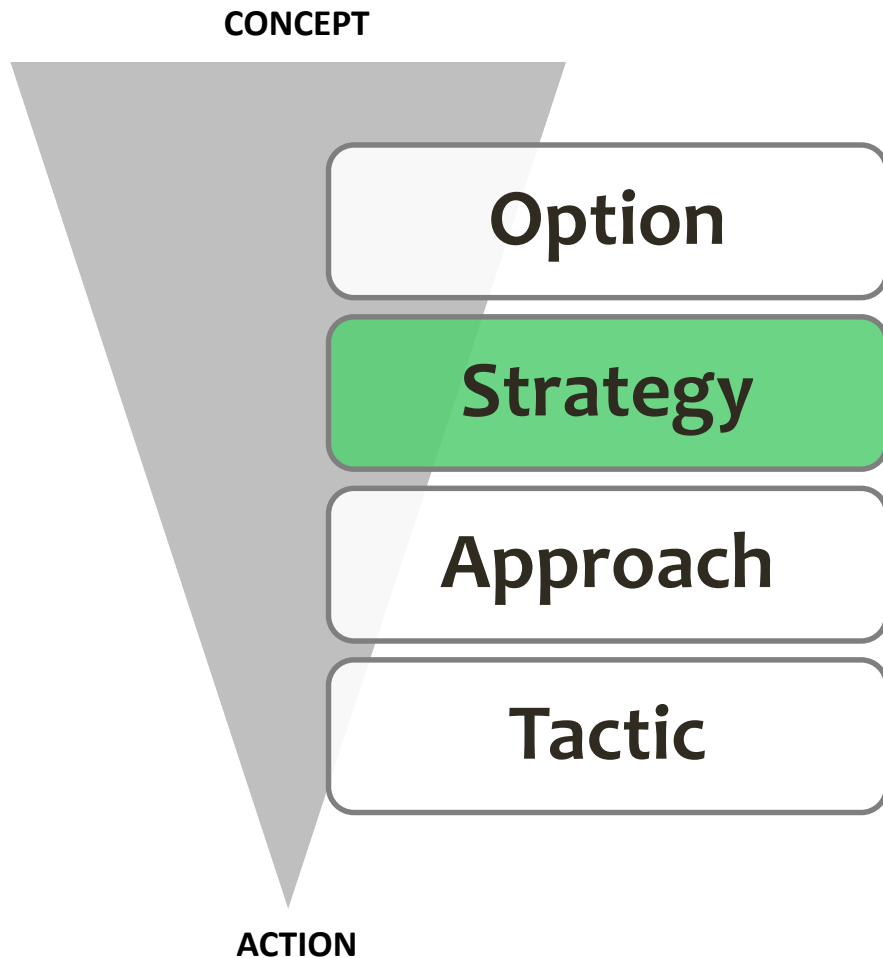 CONCEPT
Option
Strategy
Approach
Tactic
ACTION